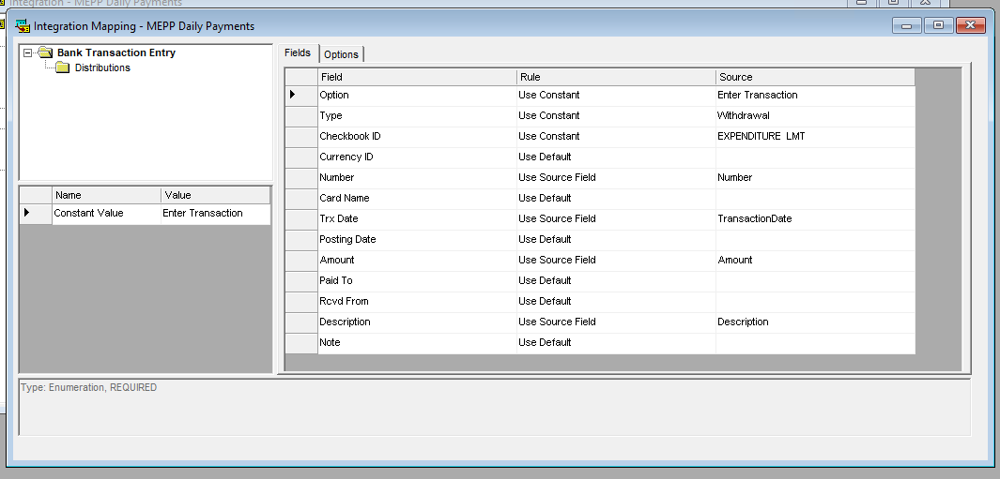 Integration - MEPP Daily Payments
Integration Mapping - MEPP Daily Payments
Bank Transaction Entry
Distributions
Name Value
Constant Value Enter Transaction
Fields Options
Field Rule Source
Option Use Constant Enter Transaction
Type Use Constant Withdrawal
Checkbook ID Use Constant EXPENDITURE LMT
Currency ID Use Default
Number Use Source Field Number
Card Name Use Default
Trx Date Use Source Field TransactionDate
Posting Date Use Default
Amount Use Source Field Amount
Paid To Use Default
Rcvd From Use Default
Description Use Source Field Description
Note Use Default
Type: Enumeration, REQUIRED